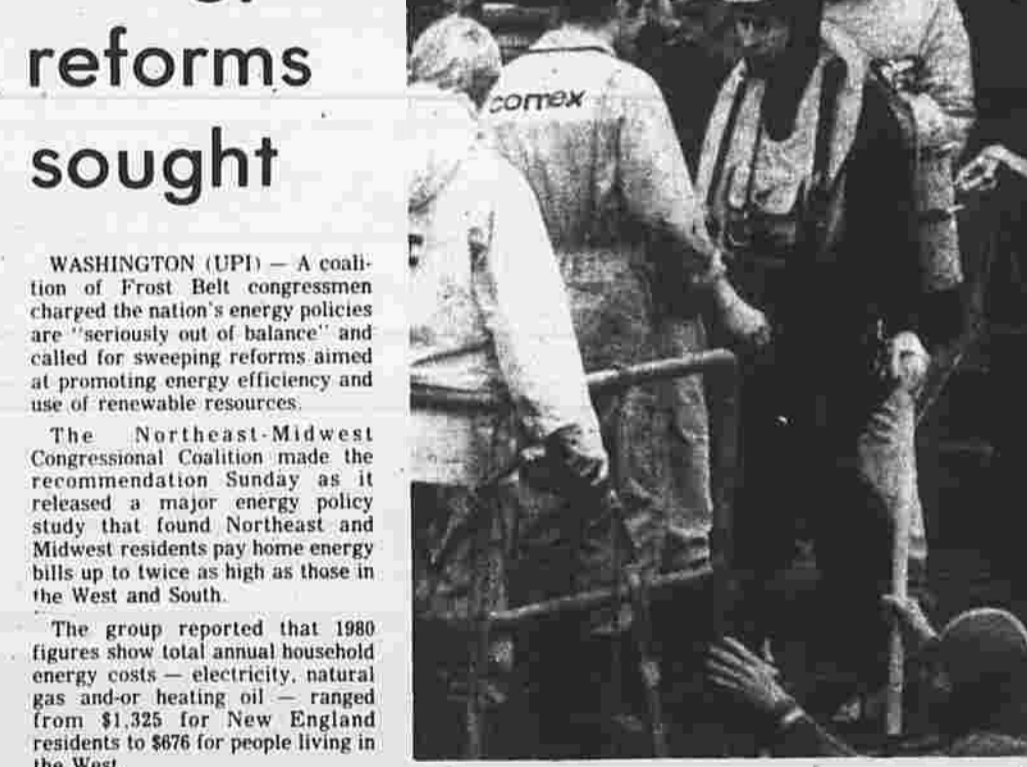 reforms
sought
comex
WASHINGTON (UPI) — A coali-
tion of Frost Belt congressmen
charged the nation's energy policies
are "seriously out of balance" and
called for sweeping reforms aimed
at promoting energy efficiency and
use of renewable resources.
The Northeast-Midwest
Congressional Coalition made the
recommendation Sunday as it
released a major energy policy
study that found Northeast and
Midwest residents pay home energy
bills up to twice as high as those in
the West and South.
The group reported that 1980
figures show total annual household
energy costs — electricity, natural
gas and-or heating oil — ranged
from $1,325 for New England
residents to $676 for people living in
the West